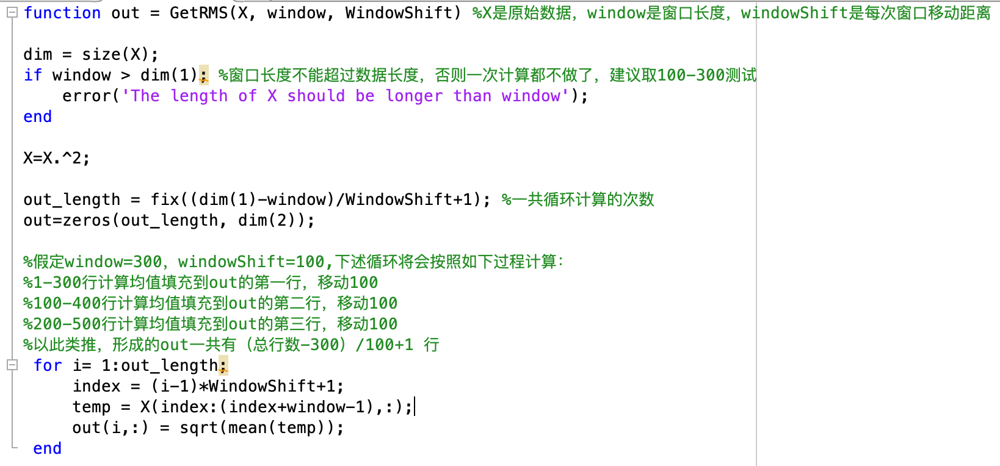 function out = GetRMS(X, window, WindowShift) %X是原始数据，window是窗口长度，windowShift是每次窗口移动距离
dim = size(X);
if window > dim(1); %窗口长度不能超过数据长度，否则一次计算都不做了，建议取100-300测试
error('The length of X should be longer than window');
end
X=X.^2;
out_length = fix((dim(1)-window)/WindowShift+1); %一共循环计算的次数
out=zeros(out_length, dim(2));
%假定window=300，windowShift=100,下述循环将会按照如下过程计算：
%1-300行计算均值填充到out的第一行，移动100
%100-400行计算均值填充到out的第二行，移动100
%200-500行计算均值填充到out的第三行，移动100
%以此类推，形成的out一共有（总行数-300）/100+1 行
for i= 1:out_length;
index = (i-1)*WindowShift+1;
temp = X(index:(index+window-1),:);
out(i,:) = sqrt(mean(temp));
end